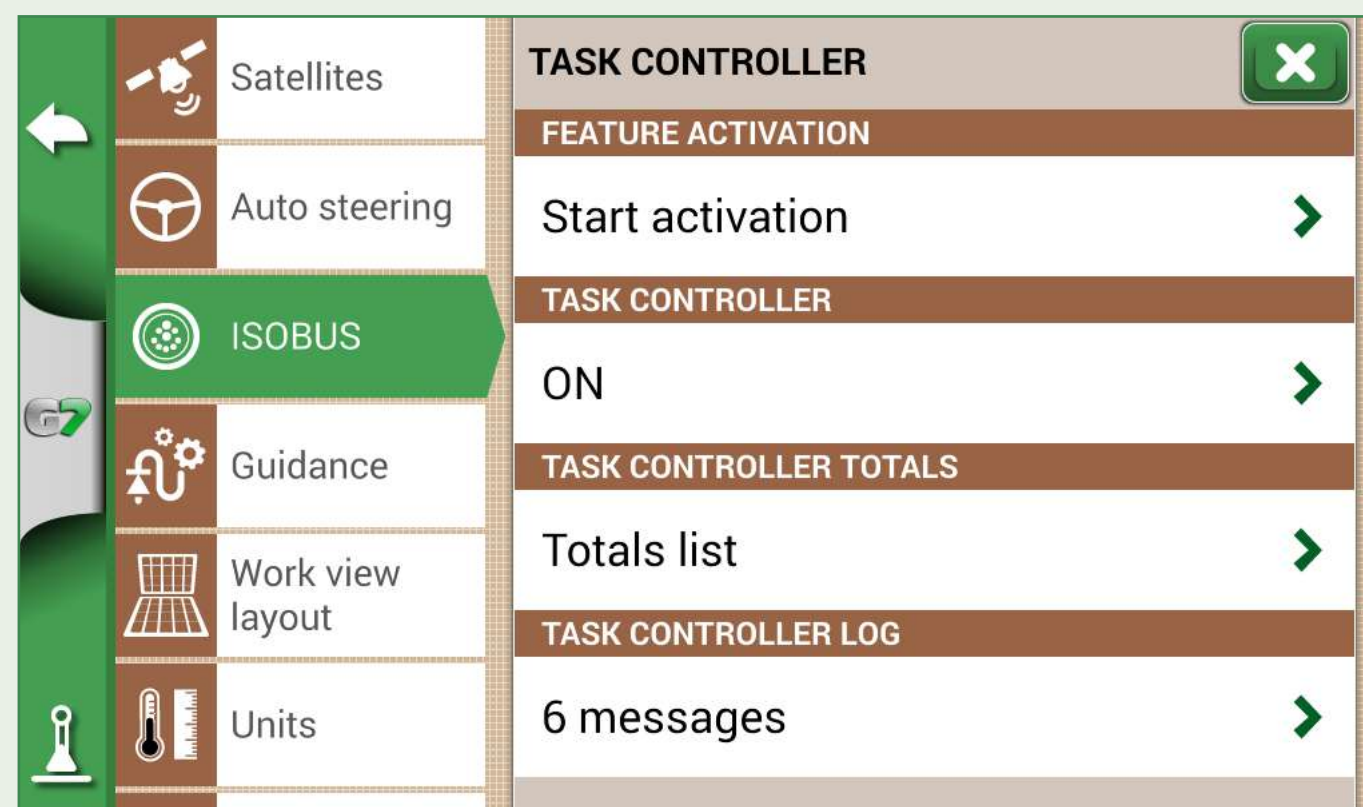 Satellites
Auto steering
ISOBUS
G7
Guidance
Work view
layout
Units
TASK CONTROLLER
FEATURE ACTIVATION
Start activation
TASK CONTROLLER
ON
TASK CONTROLLER TOTALS
Totals list
TASK CONTROLLER LOG
6 messages